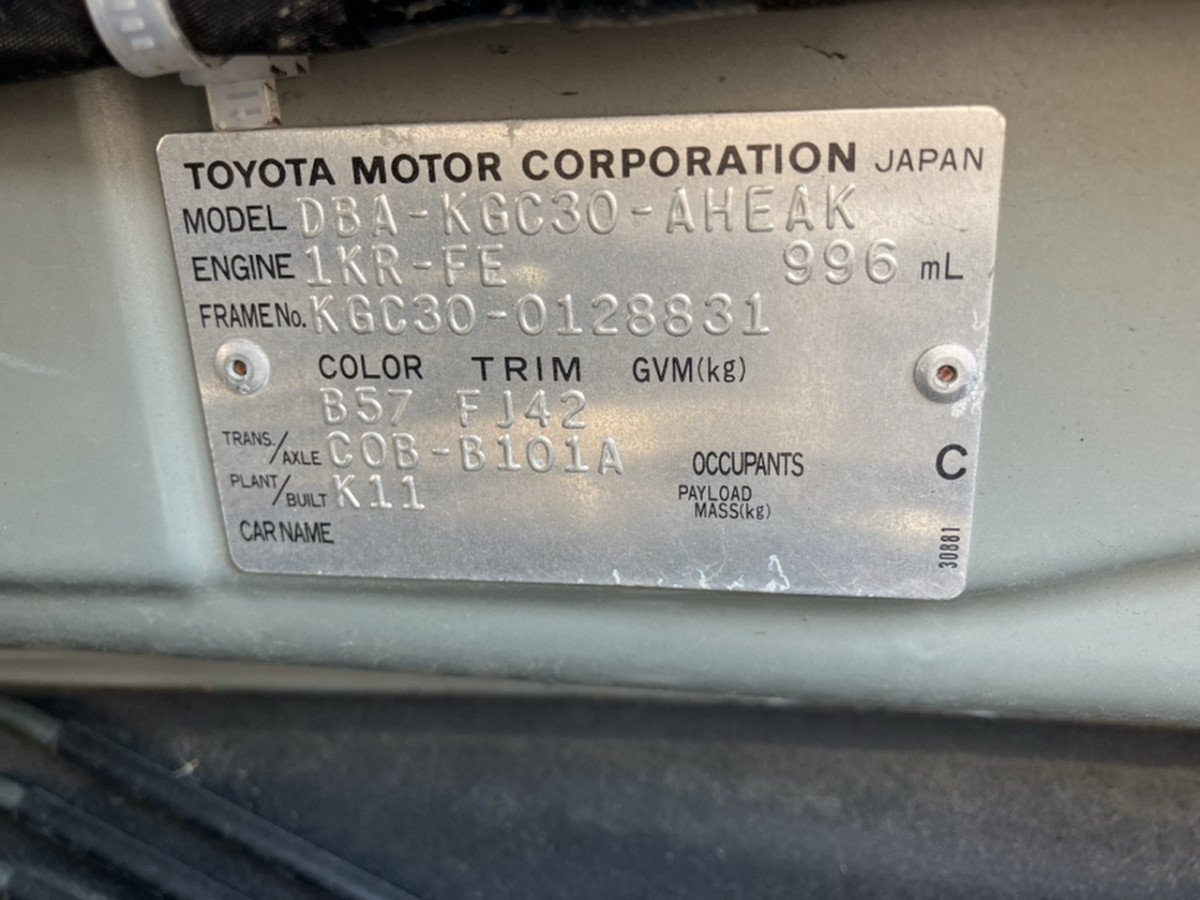 TOYOTA MOTOR CORPORATION JAPAN
MODEL DBA-KGC30-AHEAK
ENGINE 1KR-FE 996 mL
FRAME No. KGC30-0128831
COLOR TRIM GVM(kg)
B57 FJ42
TRANS./AXLE COB-B101A OCCUPANTS C
PLANT/BUILT K11 PAYLOAD MASS(kg)
CAR NAME
30881